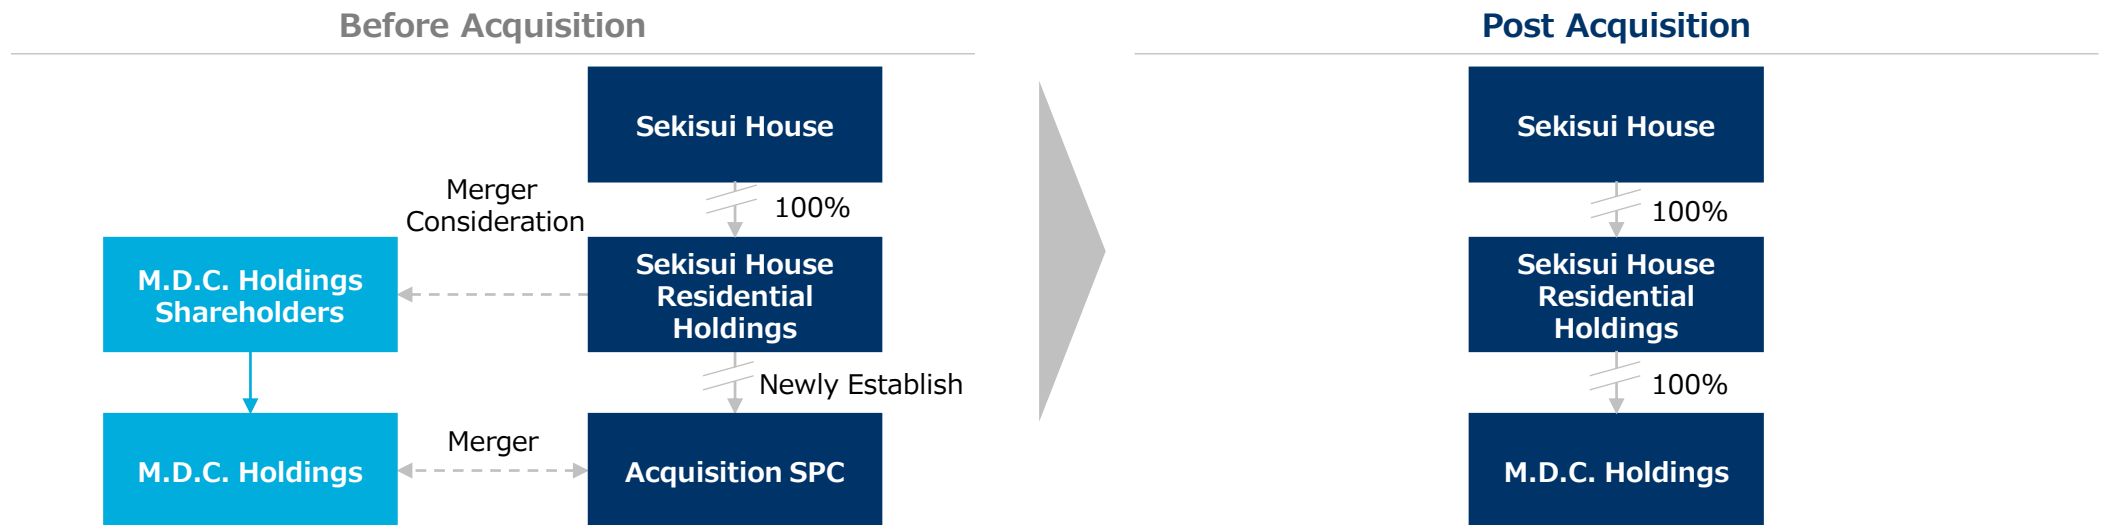 Before Acquisition
Sekisui House
Merger
Consideration
100%
M.D.C. Holdings
Shareholders
Sekisui House
Residential
Holdings
Newly Establish
M.D.C. Holdings
Merger
Acquisition SPC
Post Acquisition
Sekisui House
100%
Sekisui House
Residential
Holdings
100%
M.D.C. Holdings